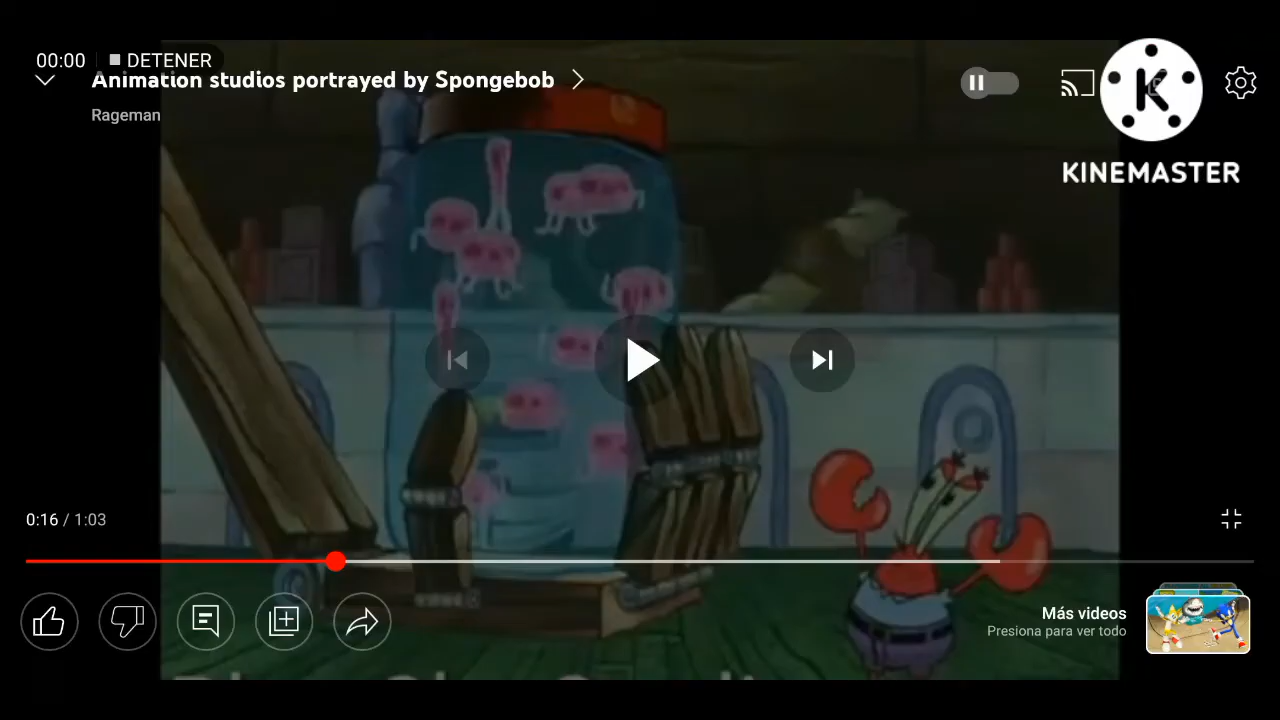 00:00 DETENER
Animation studios portrayed by Spongebob
Rageman
K
KINEMASTER
0:16 / 1:03
Más videos
Presiona para ver todo